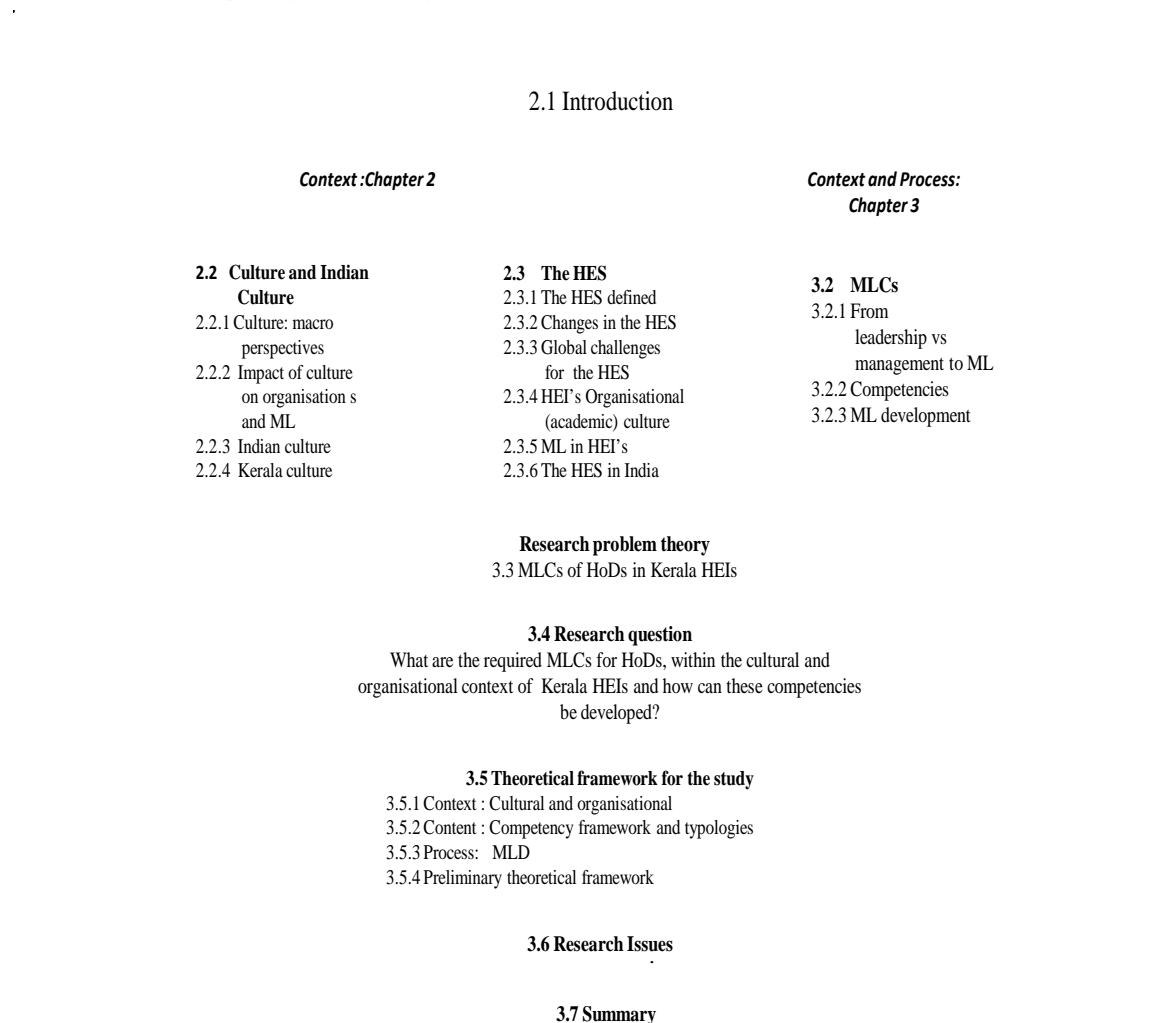 2.1 Introduction
Context :Chapter 2
Context and Process:
Chapter 3
2.2 Culture and Indian
Culture
2.2.1 Culture: macro
perspectives
2.2.2 Impact of culture
on organisation s
and ML
2.2.3 Indian culture
2.2.4 Kerala culture
2.3 The HES
2.3.1 The HES defined
2.3.2 Changes in the HES
2.3.3 Global challenges
for the HES
2.3.4 HEI's Organisational
(academic) culture
2.3.5 ML in HEI's
2.3.6 The HES in India
3.2 MLCs
3.2.1 From
leadership vs
management to ML
3.2.2 Competencies
3.2.3 ML development
Research problem theory
3.3 MLCs of HoDs in Kerala HEIs
3.4 Research question
What are the required MLCs for HoDs, within the cultural and
organisational context of Kerala HEIs and how can these competencies
be developed?
3.5 Theoretical framework for the study
3.5.1 Context : Cultural and organisational
3.5.2 Content : Competency framework and typologies
3.5.3 Process: MLD
3.5.4 Preliminary theoretical framework
3.6 Research Issues
3.7 Summary